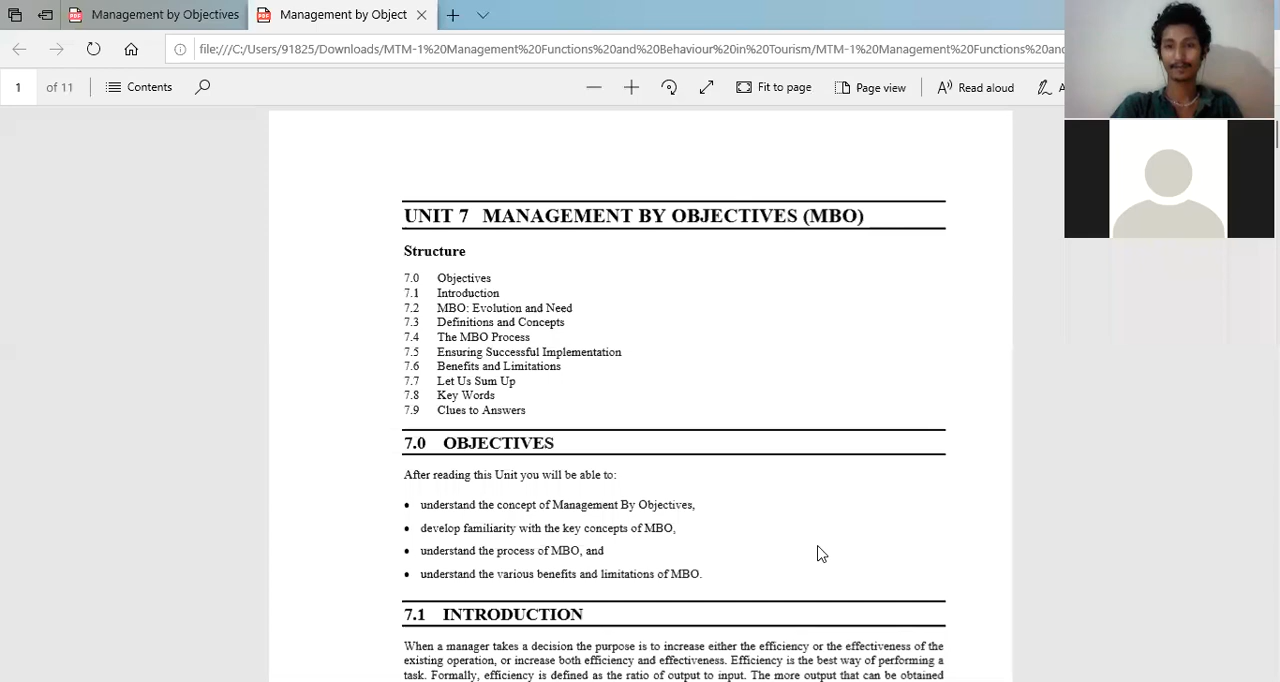 Management by Objectives
Management by Object
file:///C:/Users/91825/Downloads/MTM-1%20Management%20Functions%20and%20Behaviour%20in%20Tourism/MTM-1%20Management%20Functions%20and
1 of 11 Contents Fit to page Page view Read aloud
UNIT 7 MANAGEMENT BY OBJECTIVES (MBO)
Structure
7.0 Objectives
7.1 Introduction
7.2 MBO: Evolution and Need
7.3 Definitions and Concepts
7.4 The MBO Process
7.5 Ensuring Successful Implementation
7.6 Benefits and Limitations
7.7 Let Us Sum Up
7.8 Key Words
7.9 Clues to Answers
7.0 OBJECTIVES
After reading this Unit you will be able to:
• understand the concept of Management By Objectives,
• develop familiarity with the key concepts of MBO,
• understand the process of MBO, and
• understand the various benefits and limitations of MBO.
7.1 INTRODUCTION
When a manager takes a decision the purpose is to increase either the efficiency or the effectiveness of the
existing operation, or increase both efficiency and effectiveness. Efficiency is the best way of performing a
task. Formally, efficiency is defined as the ratio of output to input. The more output that can be obtained